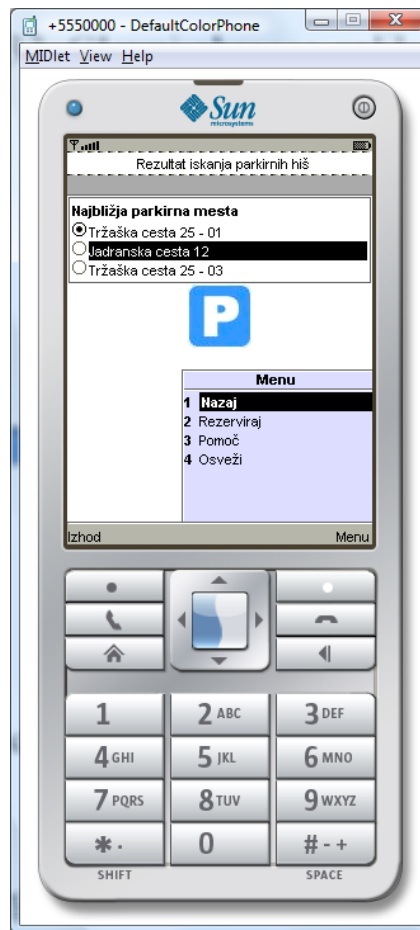 +5550000 - DefaultColorPhone
MIDlet View Help
Sun
microsystems
Rezultat iskanja parkirnih hiš
Najbližja parkirna mesta
Tržaška cesta 25 - 01
Jadranska cesta 12
Tržaška cesta 25 - 03
P
Menu
1 Nazaj
2 Rezerviraj
3 Pomoč
4 Osveži
Izhod Menu
1 2 ABC 3 DEF
4 GHI 5 JKL 6 MNO
7 PQRS 8 TUV 9 WXYZ
* . 0 # - +
SHIFT SPACE